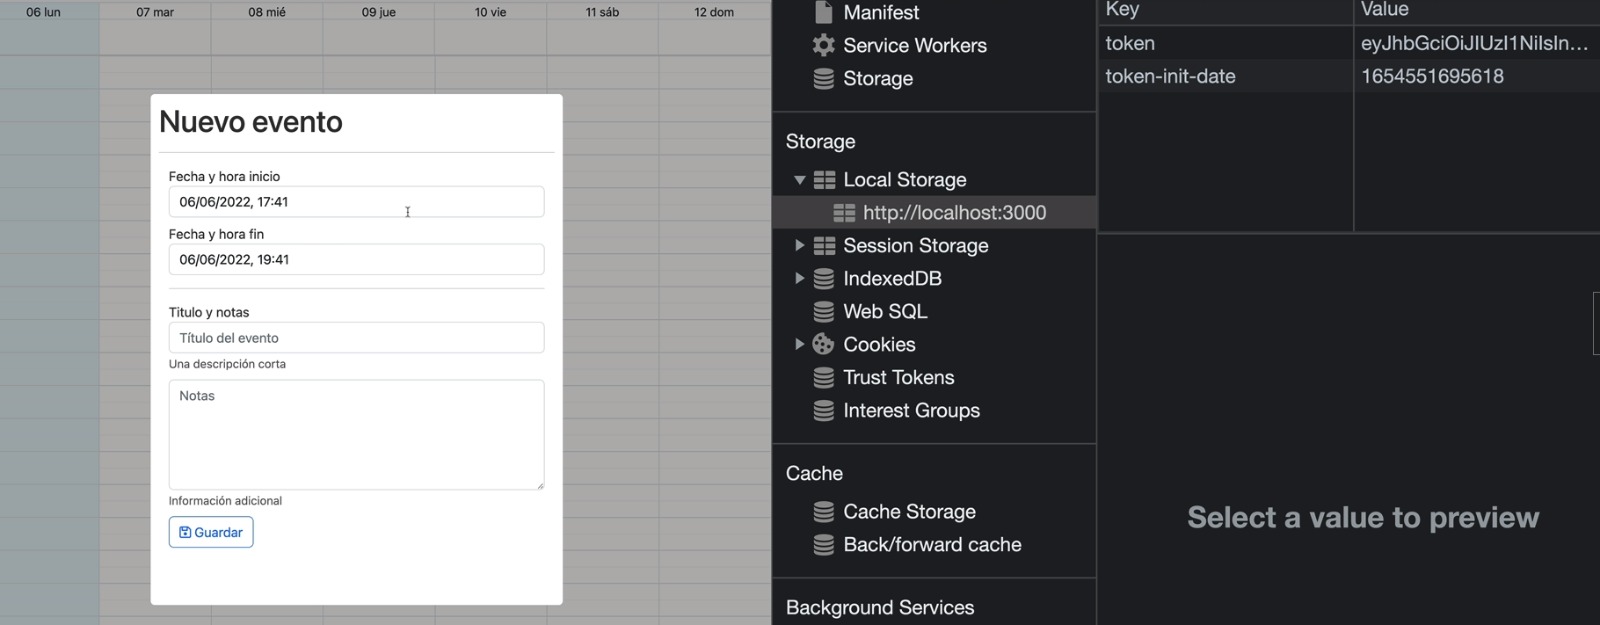 06 lun
07 mar
08 mié
09 jue
10 vie
11 sáb
12 dom
Nuevo evento
Fecha y hora inicio
06/06/2022, 17:41
Fecha y hora fin
06/06/2022, 19:41
Titulo y notas
Título del evento
Una descripción corta
Notas
Información adicional
Guardar
Manifest
Service Workers
Storage
Storage
Local Storage
http://localhost:3000
Session Storage
IndexedDB
Web SQL
Cookies
Trust Tokens
Interest Groups
Cache
Cache Storage
Back/forward cache
Background Services
Key Value
token eyJhbGciOiJIUzI1NiIsIn...
token-init-date 1654551695618
Select a value to preview